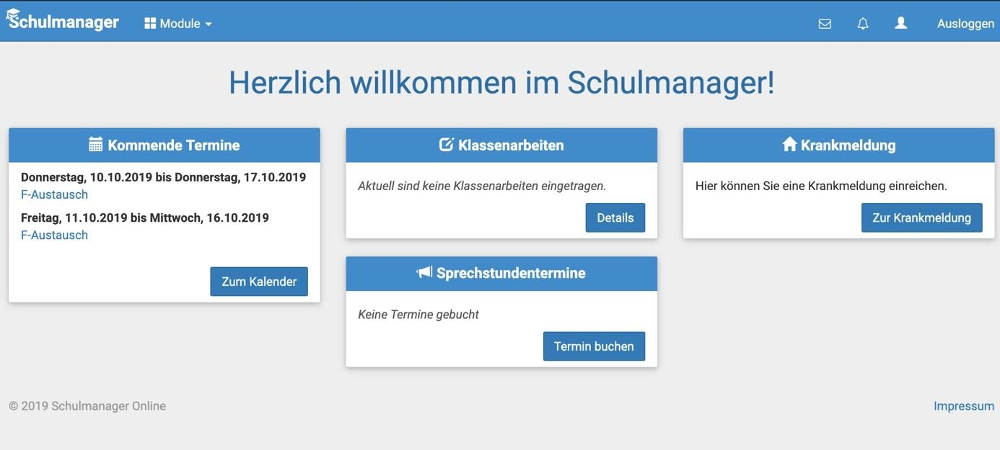 Schulmanager
Module
Ausloggen
Herzlich willkommen im Schulmanager!
Kommende Termine
Donnerstag, 10.10.2019 bis Donnerstag, 17.10.2019
F-Austausch
Freitag, 11.10.2019 bis Mittwoch, 16.10.2019
F-Austausch
Zum Kalender
Klassenarbeiten
Aktuell sind keine Klassenarbeiten eingetragen.
Details
Sprechstundentermine
Keine Termine gebucht
Termin buchen
Krankmeldung
Hier können Sie eine Krankmeldung einreichen.
Zur Krankmeldung
© 2019 Schulmanager Online
Impressum